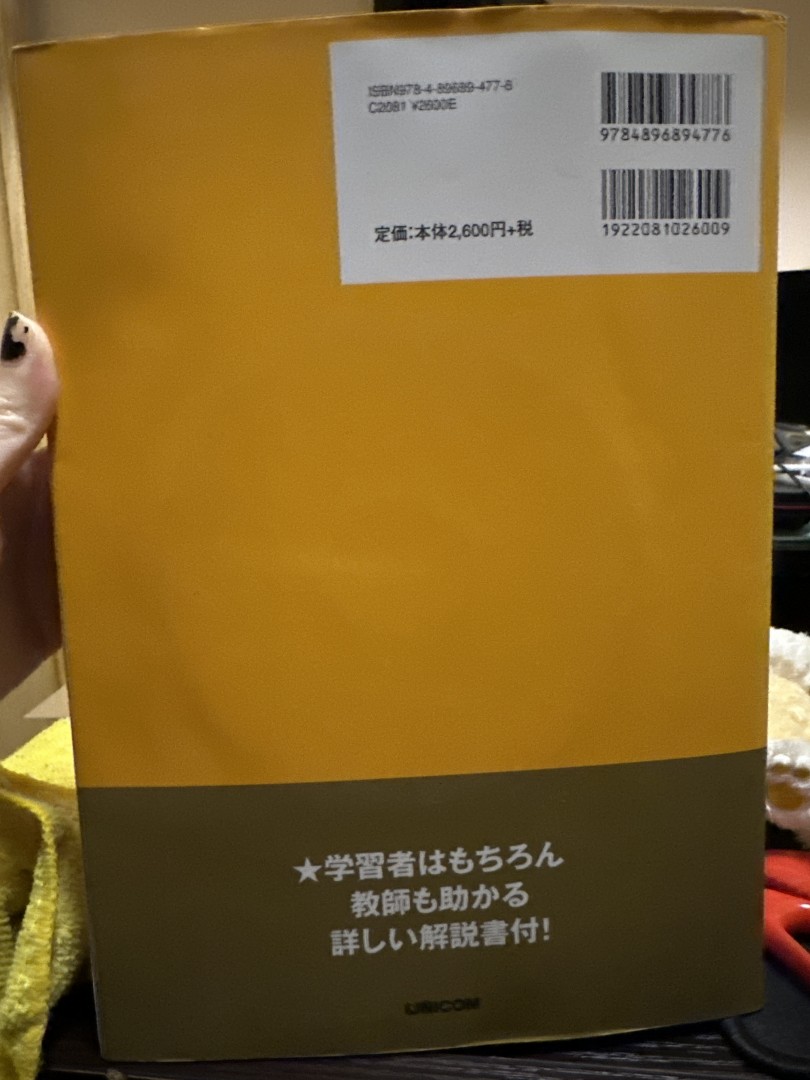 ISBN978-4-89689-477-6
C2081 ¥2600E
9784896894776
定価:本体2,600円+税
1922081026009
★学習者はもちろん
教師も助かる
詳しい解説書付!
UNICOM